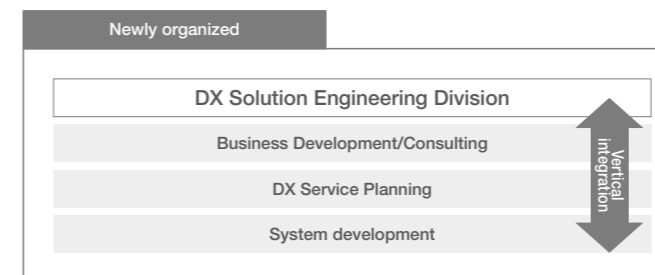 Newly organized
DX Solution Engineering Division
Business Development/Consulting
DX Service Planning
System development
Vertical
integration